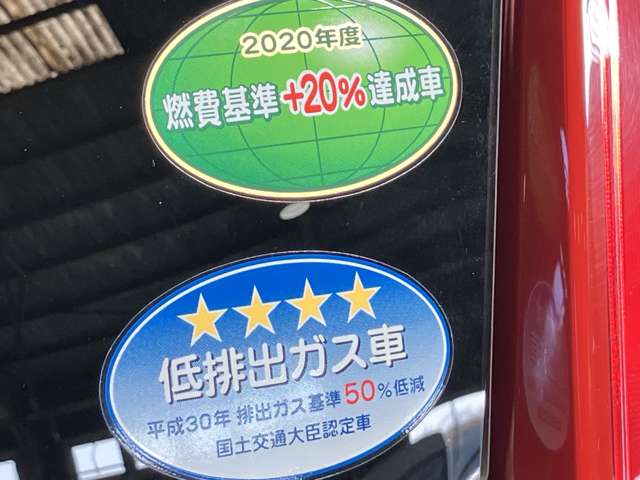 2020年度
燃費基準+20%達成車
低排出ガス車
平成30年 排出ガス基準50%低減
国土交通大臣認定車